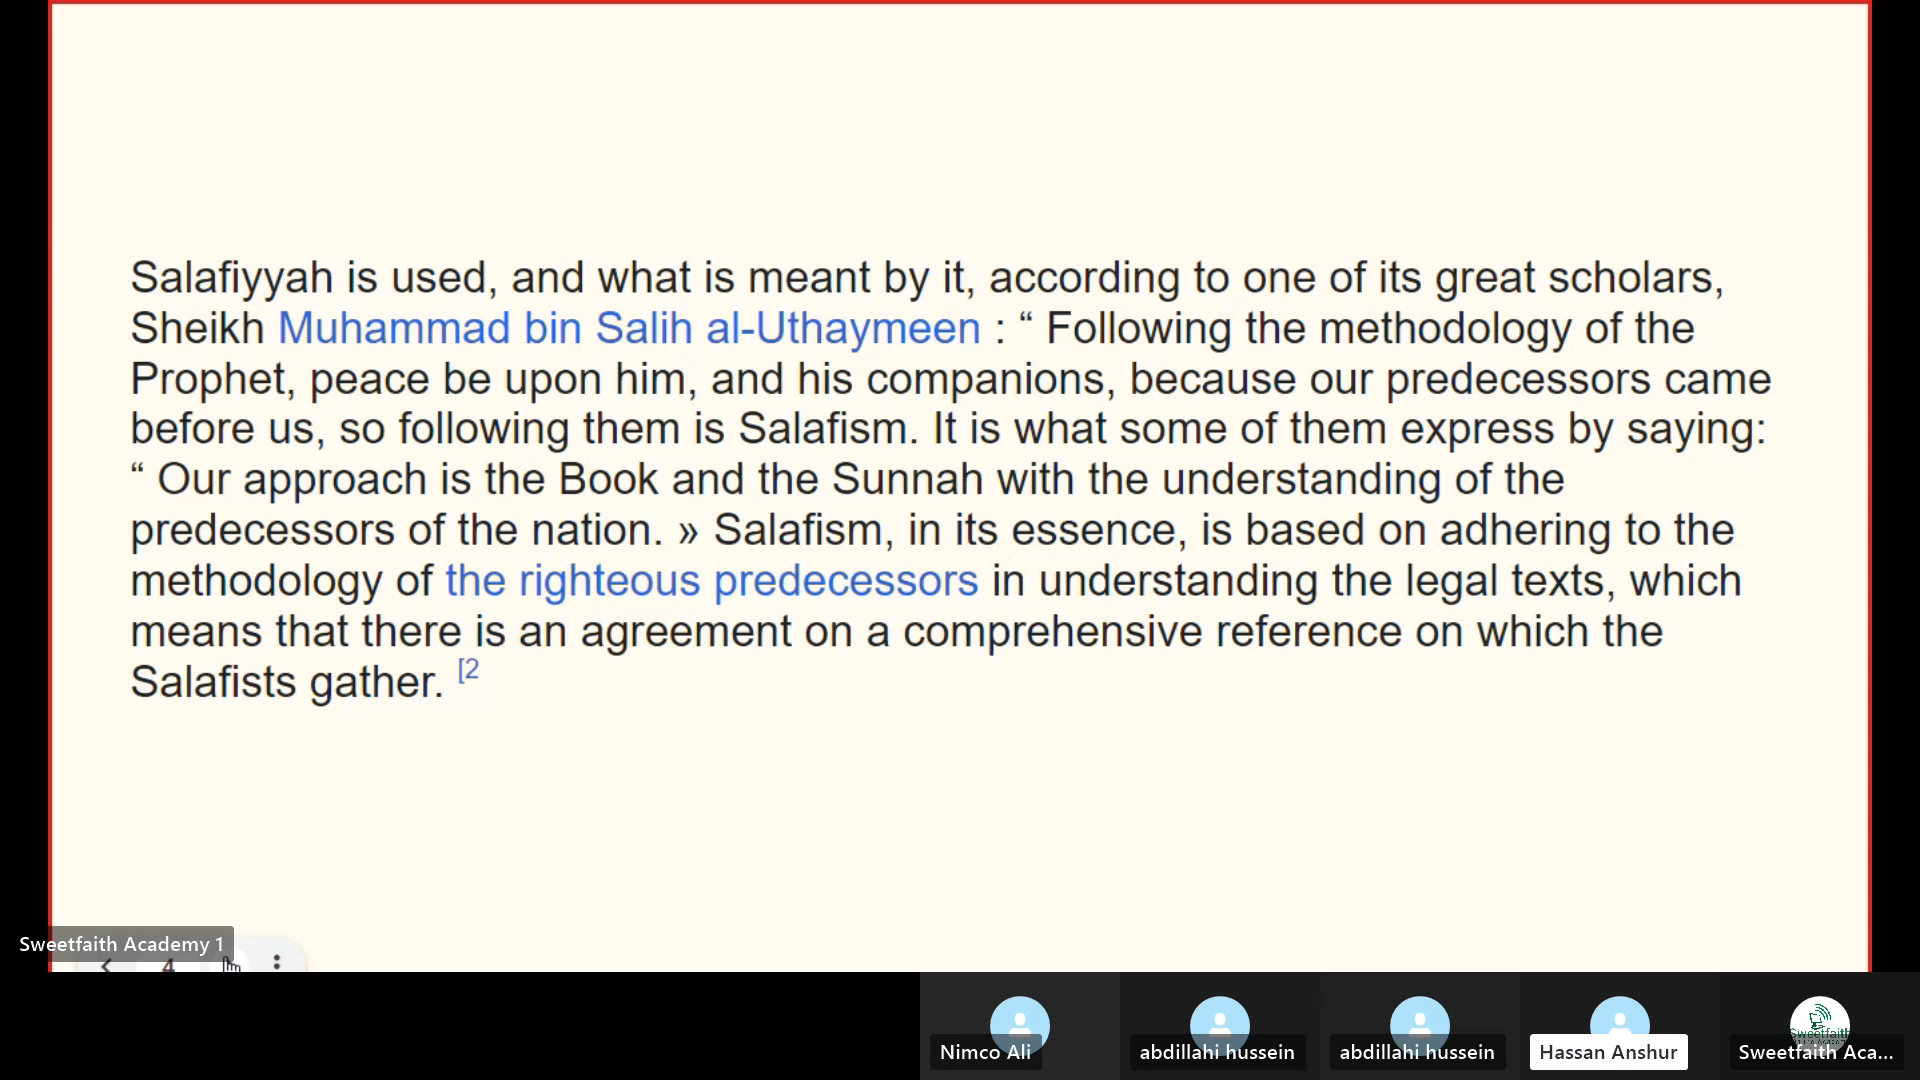 Salafiyyah is used, and what is meant by it, according to one of its great scholars,
Sheikh Muhammad bin Salih al-Uthaymeen : “ Following the methodology of the
Prophet, peace be upon him, and his companions, because our predecessors came
before us, so following them is Salafism. It is what some of them express by saying:
“ Our approach is the Book and the Sunnah with the understanding of the
predecessors of the nation. » Salafism, in its essence, is based on adhering to the
methodology of the righteous predecessors in understanding the legal texts, which
means that there is an agreement on a comprehensive reference on which the
Salafists gather. [2
Sweetfaith Academy 1
4
Nimco Ali
abdillahi hussein
abdillahi hussein
Hassan Anshur
Sweetfaith
Sweetfaith Aca...